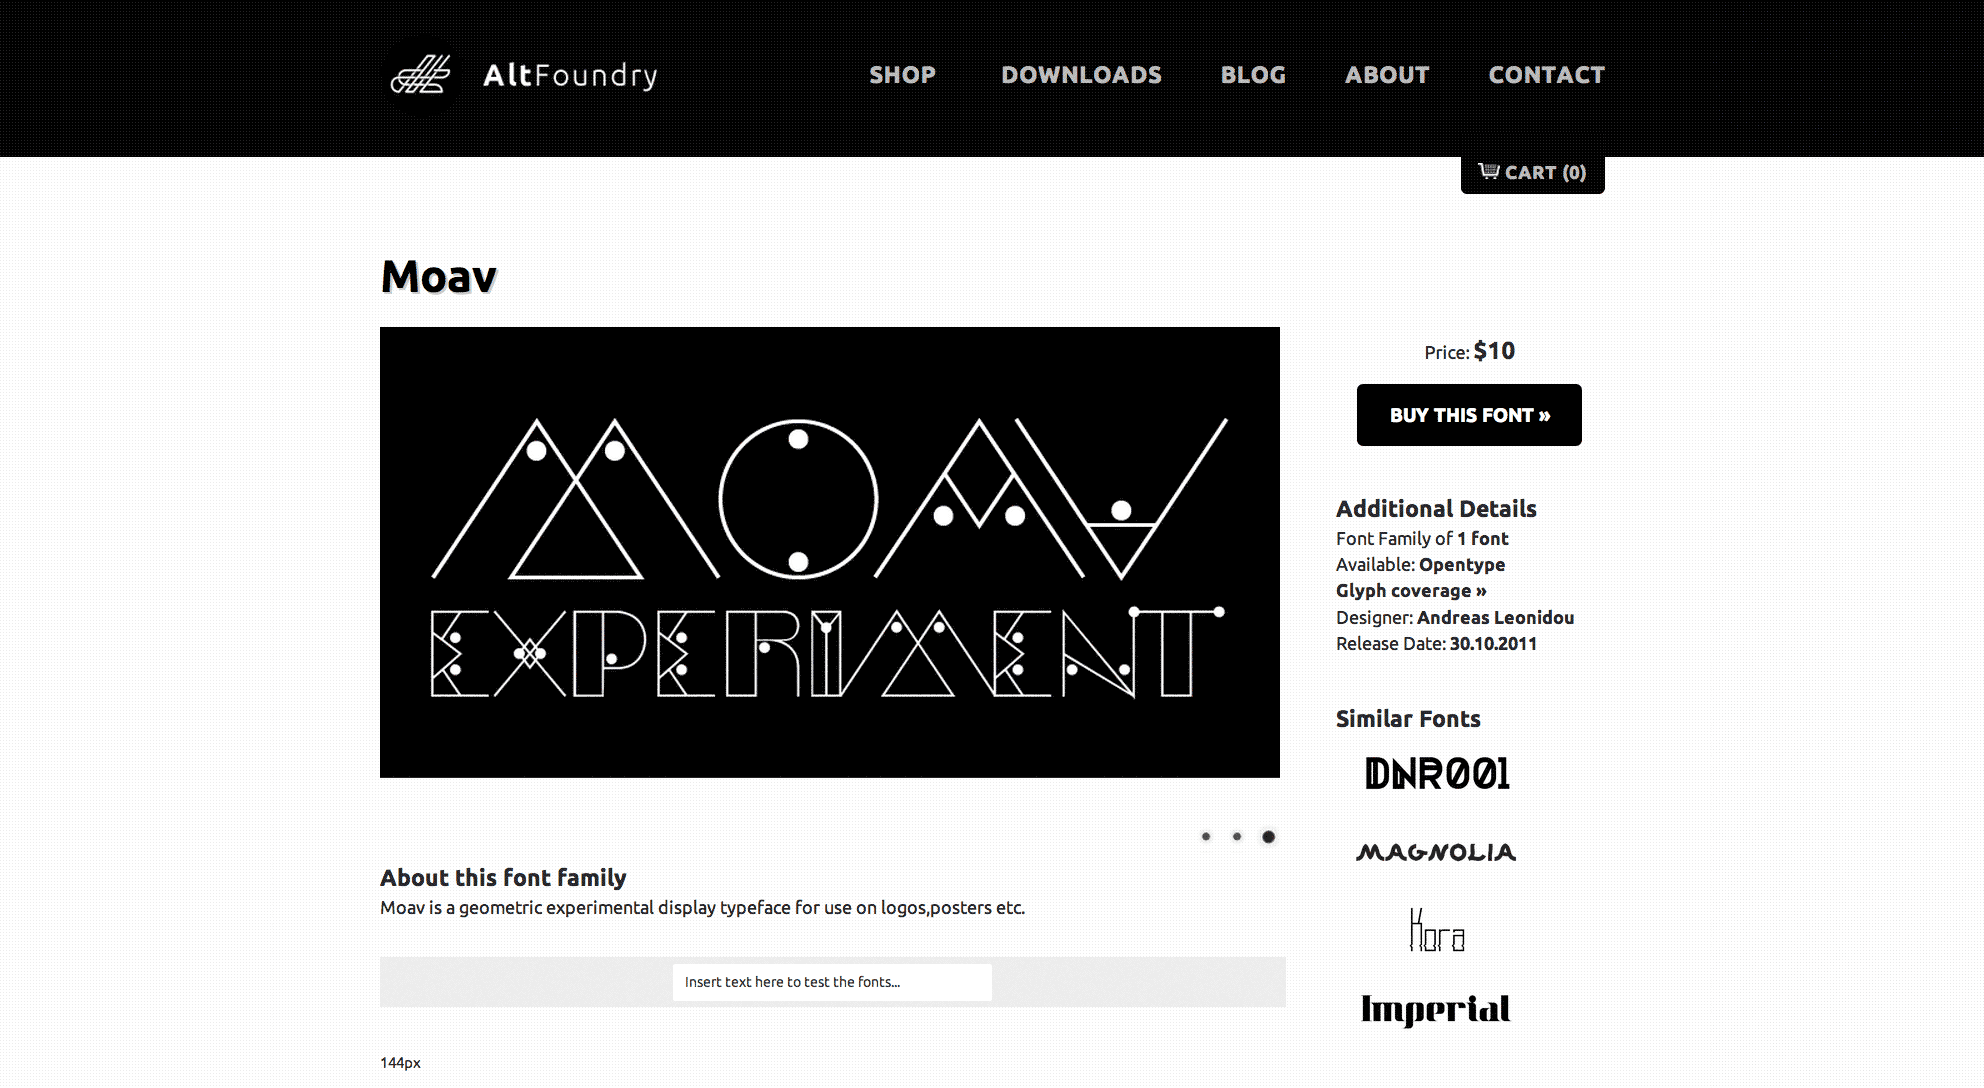 AltFoundry
SHOP DOWNLOADS BLOG ABOUT CONTACT
CART (0)
Moav
MOAV
EXPERIMENT
Price: $10
BUY THIS FONT »
Additional Details
Font Family of 1 font
Available: Opentype
Glyph coverage »
Designer: Andreas Leonidou
Release Date: 30.10.2011
Similar Fonts
DNR001
MAGNOLIA
Kora
Imperial
About this font family
Moav is a geometric experimental display typeface for use on logos,posters etc.
Insert text here to test the fonts...
144px